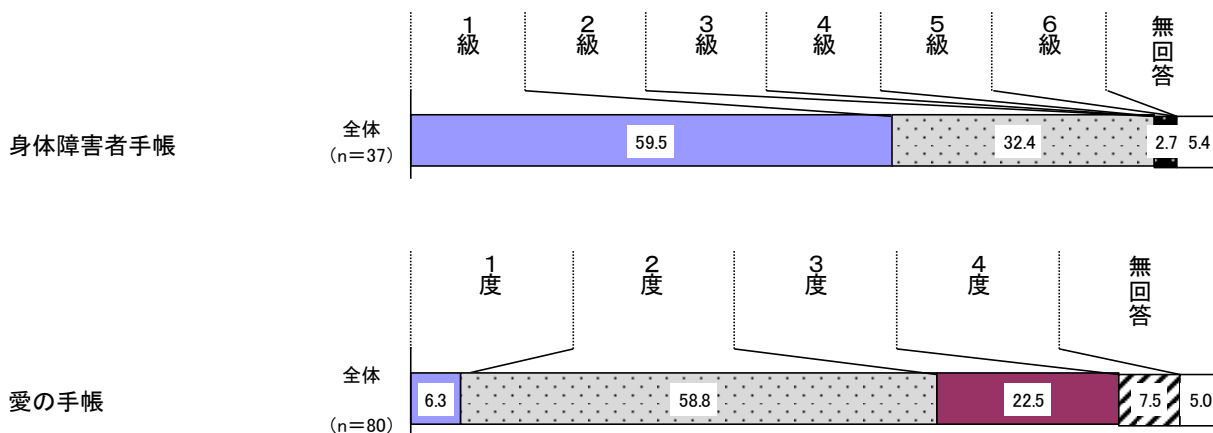 1級
2級
3級
4級
5級
6級
無回答
身体障害者手帳
全体
(n=37)
59.5
32.4
2.7
5.4
1度
2度
3度
4度
無回答
愛の手帳
全体
(n=80)
6.3
58.8
22.5
7.5
5.0